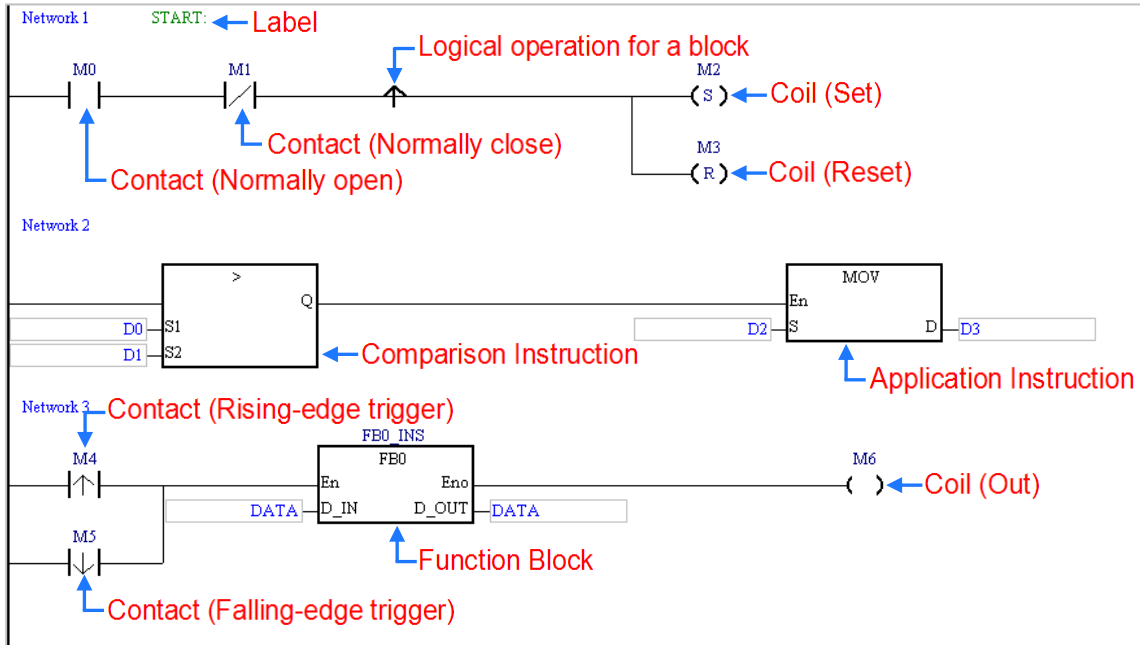 Network 1
START:
Label
Logical operation for a block
M0
M1
M2
S
Coil (Set)
Contact (Normally close)
M3
R
Coil (Reset)
Contact (Normally open)
Network 2
>
Q
D0
S1
D1
S2
Comparison Instruction
MOV
En
D2
S
D
D3
Application Instruction
Network 3
Contact (Rising-edge trigger)
M4
FB0_INS
FB0
En
Eno
DATA
D_IN
D_OUT
DATA
M6
Coil (Out)
M5
Function Block
Contact (Falling-edge trigger)